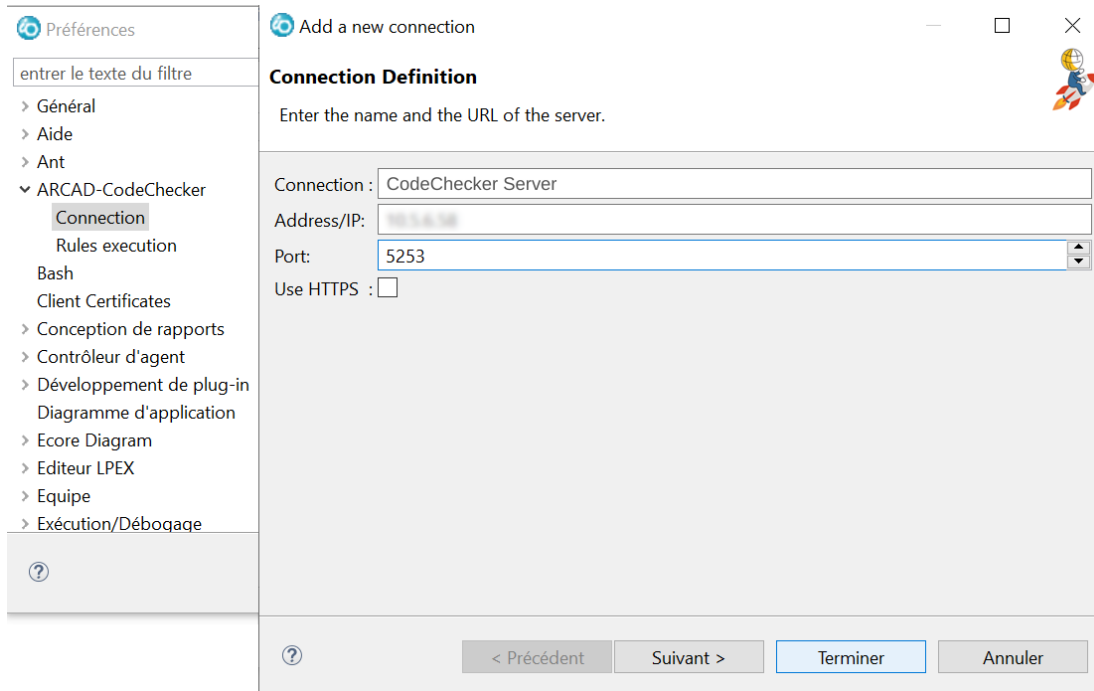 Préférences
entrer le texte du filtre
Général
Aide
Ant
ARCAD-CodeChecker
Connection
Rules execution
Bash
Client Certificates
Conception de rapports
Contrôleur d'agent
Développement de plug-in
Diagramme d'application
Ecore Diagram
Editeur LPEX
Equipe
Exécution/Débogage
Add a new connection
Connection Definition
Enter the name and the URL of the server.
Connection : CodeChecker Server
Address/IP:
Port: 5253
Use HTTPS :
< Précédent Suivant > Terminer Annuler